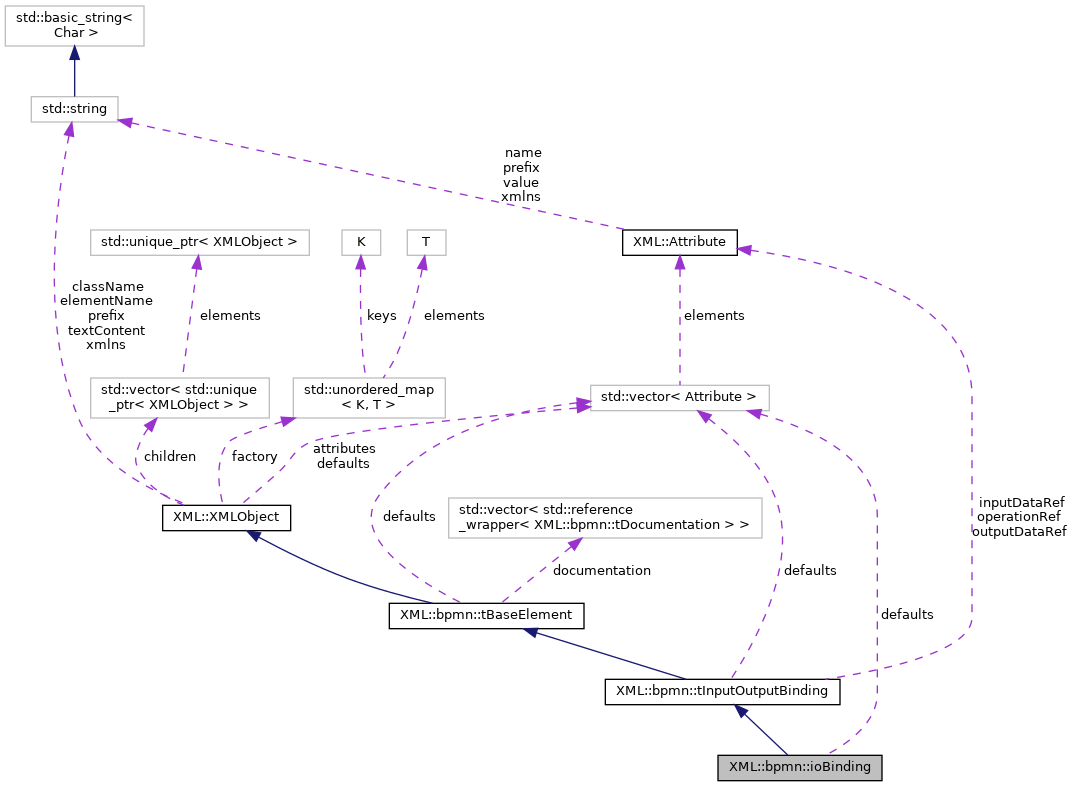 std::basic_string<
Char >
std::string
name
prefix
value
xmlns
std::unique_ptr< XMLObject >
K
T
XML::Attribute
className
elementName
prefix
textContent
xmlns
elements
keys
elements
elements
std::vector< std::unique
_ptr< XMLObject > >
std::unordered_map
< K, T >
std::vector< Attribute >
children
factory
attributes
defaults
inputDataRef
operationRef
outputDataRef
XML::XMLObject
defaults
std::vector< std::reference
_wrapper< XML::bpmn::tDocumentation > >
documentation
defaults
XML::bpmn::tBaseElement
defaults
XML::bpmn::tInputOutputBinding
XML::bpmn::ioBinding